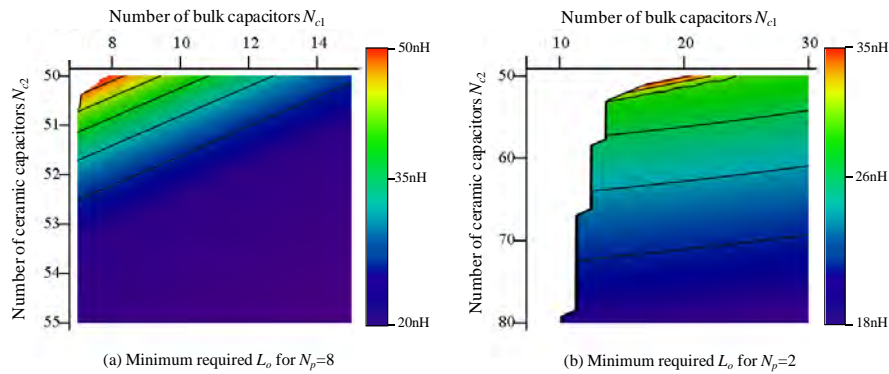 Number of bulk capacitors Nc1
8 10 12 14
Number of ceramic capacitors Nc2
50
51
52
53
54
55
50nH
35nH
20nH
(a) Minimum required Lo for Np=8
Number of bulk capacitors Nc1
10 20 30
Number of ceramic capacitors Nc2
50
60
70
80
35nH
26nH
18nH
(b) Minimum required Lo for Np=2